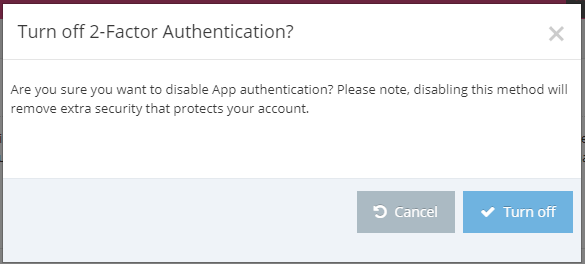 Turn off 2-Factor Authentication?
Are you sure you want to disable App authentication? Please note, disabling this method will
remove extra security that protects your account.
Cancel
Turn off